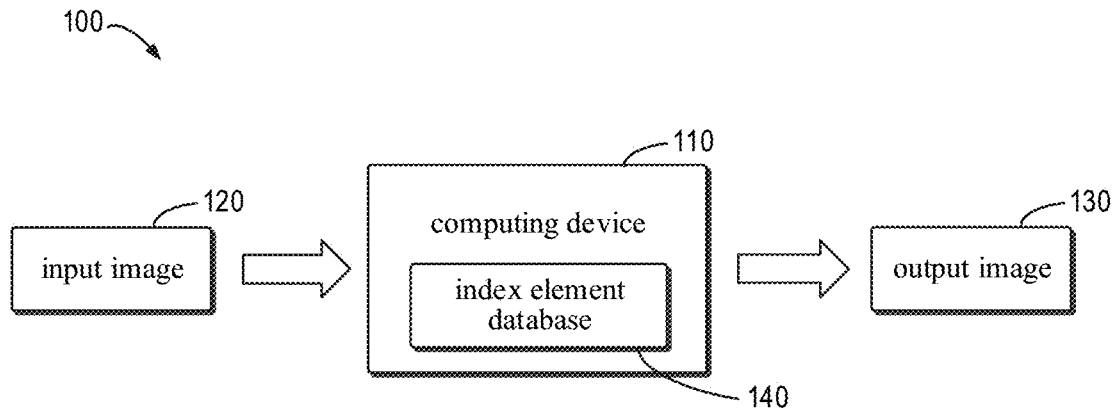 100
110
120
130
computing device
input image
output image
index element
database
140